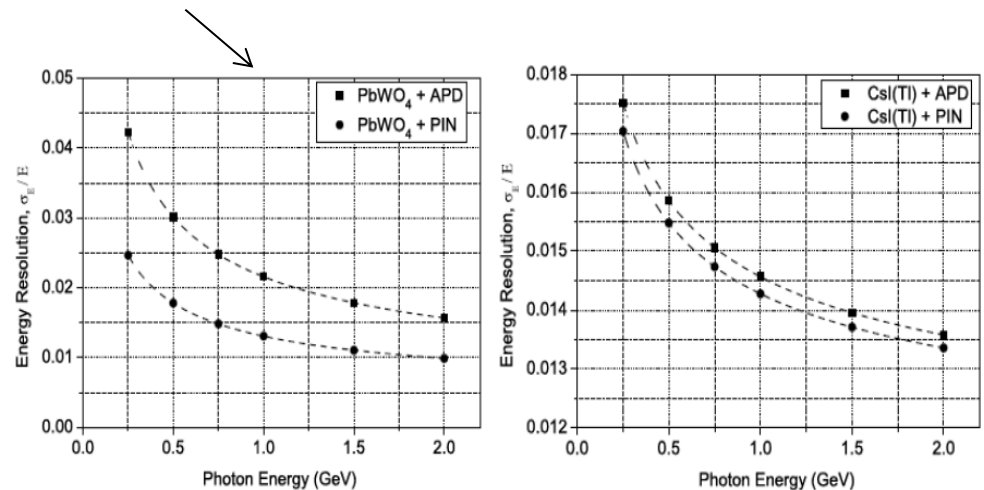 0.05
0.04
0.03
0.02
0.01
0.00
Energy Resolution, σE / E
PbWO4 + APD
PbWO4 + PIN
0.0 0.5 1.0 1.5 2.0
Photon Energy (GeV)
0.018
0.017
0.016
0.015
0.014
0.013
0.012
Energy Resolution, σE / E
CsI(Tl) + APD
CsI(Tl) + PIN
0.0 0.5 1.0 1.5 2.0
Photon Energy (GeV)